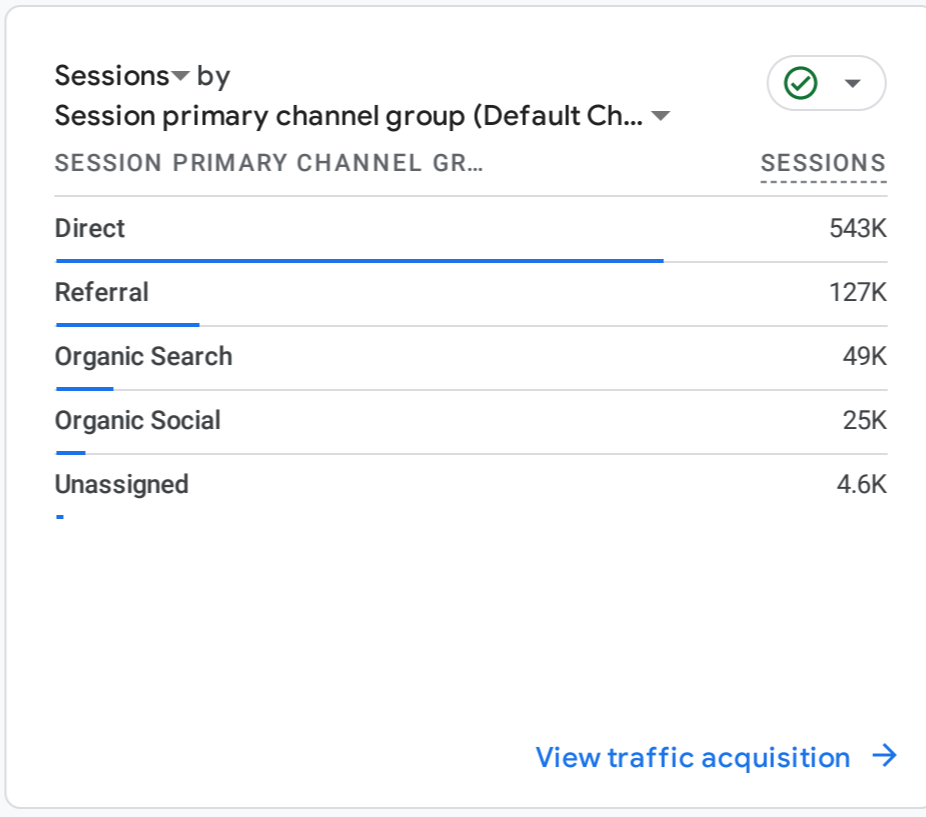 Sessions by
Session primary channel group (Default Ch...
SESSION PRIMARY CHANNEL GR... SESSIONS
Direct 543K
Referral 127K
Organic Search 49K
Organic Social 25K
Unassigned 4.6K
View traffic acquisition